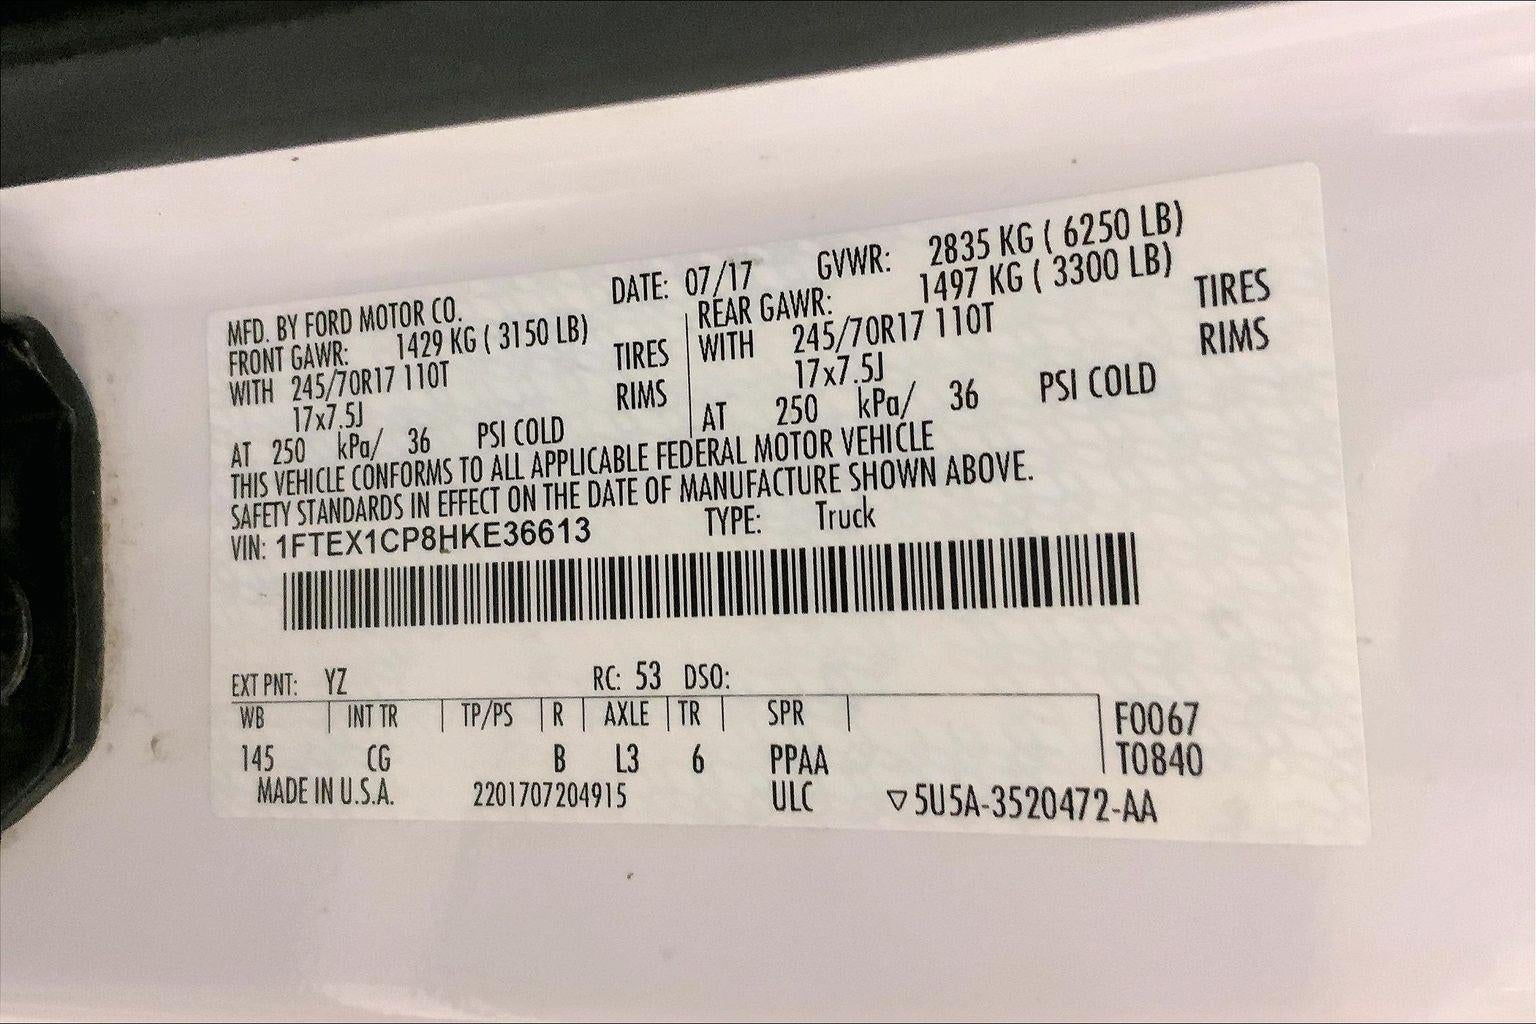 MFD. BY FORD MOTOR CO. DATE: 07/17 GVWR: 2835 KG ( 6250 LB)
FRONT GAWR: 1429 KG ( 3150 LB) REAR GAWR: 1497 KG ( 3300 LB)
WITH 245/70R17 110T TIRES WITH 245/70R17 110T TIRES
17x7.5J RIMS 17x7.5J RIMS
AT 250 kPa/ 36 PSI COLD AT 250 kPa/ 36 PSI COLD
THIS VEHICLE CONFORMS TO ALL APPLICABLE FEDERAL MOTOR VEHICLE
SAFETY STANDARDS IN EFFECT ON THE DATE OF MANUFACTURE SHOWN ABOVE.
VIN: 1FTEX1CP8HKE36613 TYPE: Truck
EXT PNT: YZ RC: 53 DSO:
WB INT TR TP/PS R AXLE TR SPR F0067
145 CG B L3 6 PPAA T0840
MADE IN U.S.A. 2201707204915 ULC ▽5U5A-3520472-AA